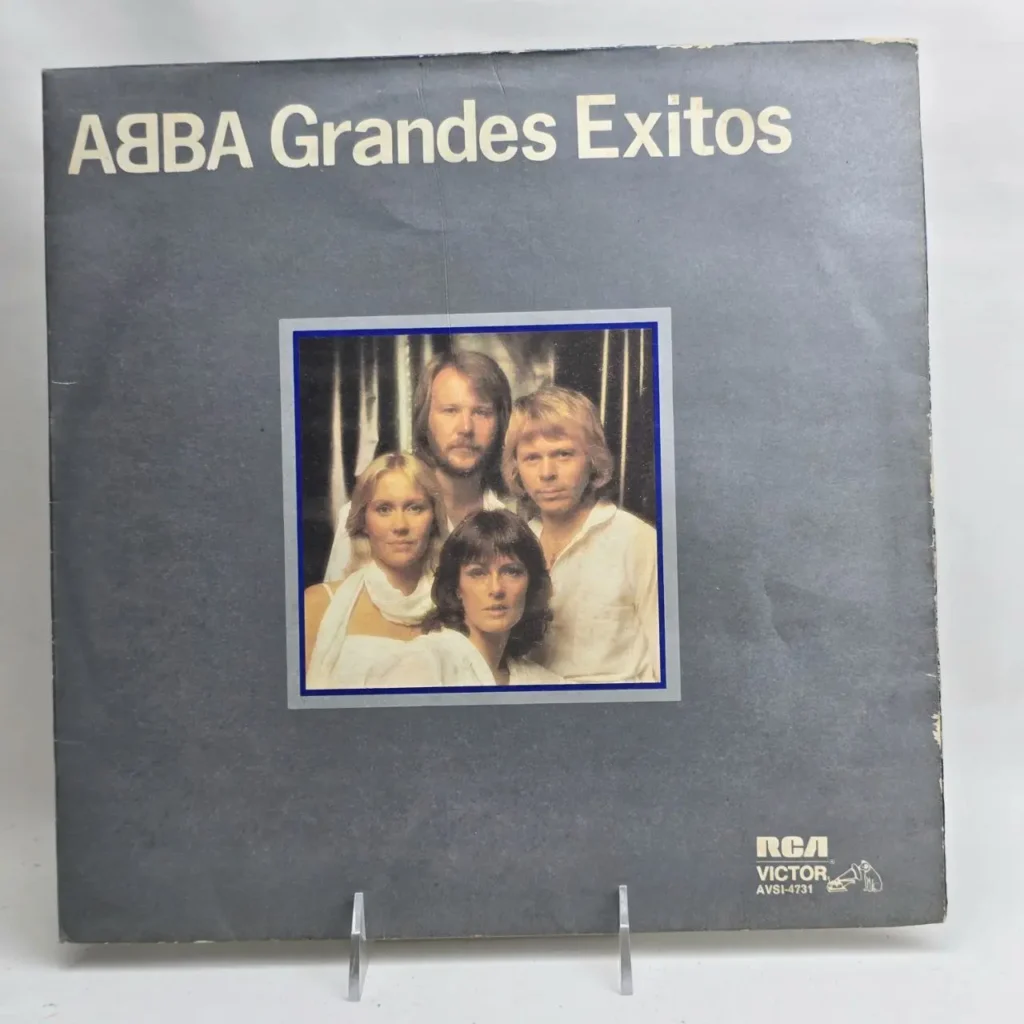 ABBA Grandes Exitos
RCA
VICTOR
AVSI-4731